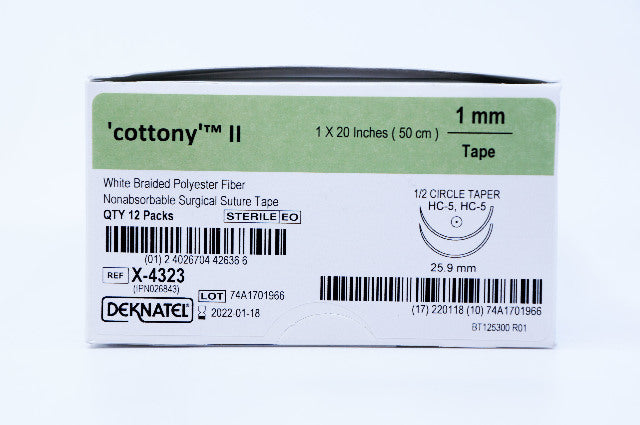 'cottony'™ II
1 X 20 Inches ( 50 cm )
1 mm
Tape
White Braided Polyester Fiber
Nonabsorbable Surgical Suture Tape
QTY 12 Packs
STERILE EO
(01) 2 4026704 42636 6
REF X-4323
(IPN026843)
DEKNATEL®
LOT 74A1701966
2022-01-18
1/2 CIRCLE TAPER
HC-5, HC-5
25.9 mm
(17) 220118 (10) 74A1701966
BT125300 R01